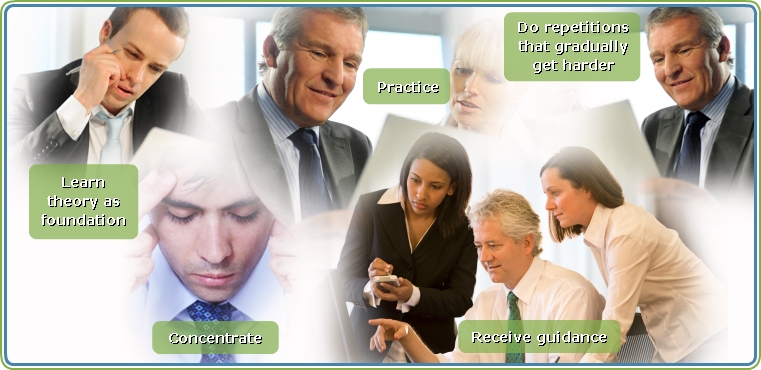 Do repetitions
that gradually
get harder
Practice
Learn
theory as
foundation
Concentrate
Receive guidance